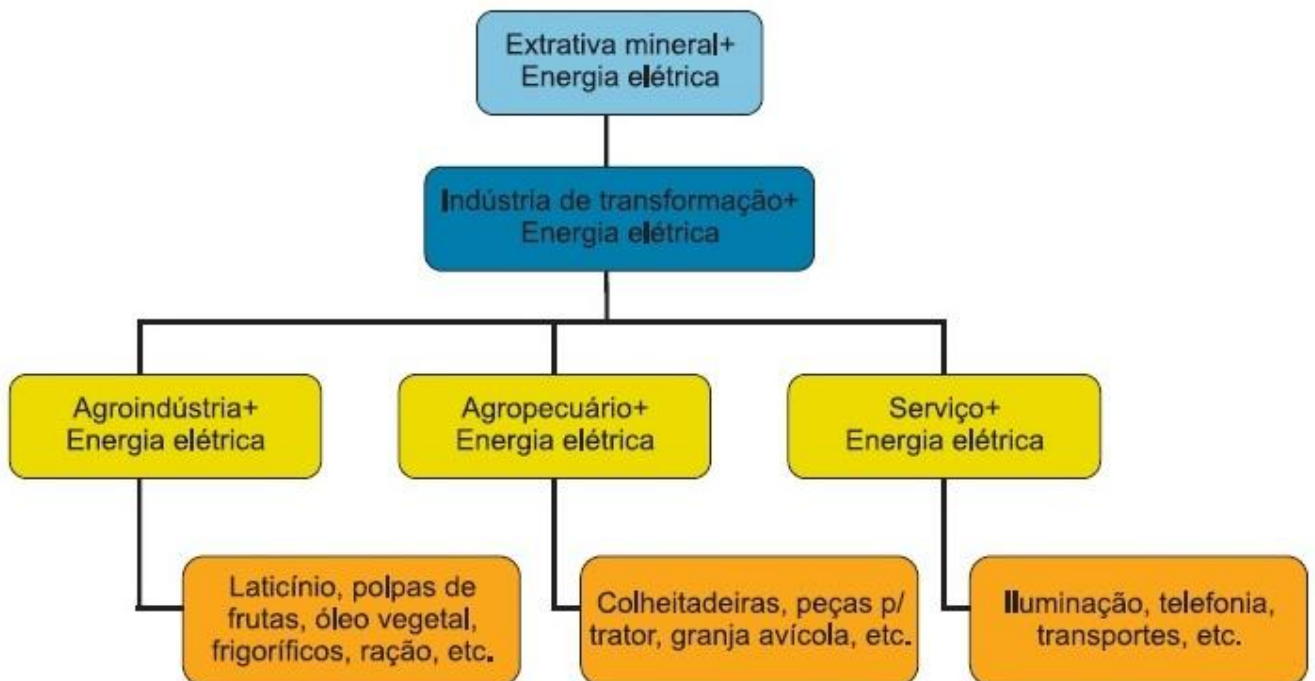 Extrativa mineral+
Energia elétrica
Indústria de transformação+
Energia elétrica
Agroindústria+
Energia elétrica
Agropecuário+
Energia elétrica
Serviço+
Energia elétrica
Laticínio, polpas de
frutas, óleo vegetal,
frigoríficos, ração, etc.
Colheitadeiras, peças p/
trator, granja avícola, etc.
Iluminação, telefonia,
transportes, etc.